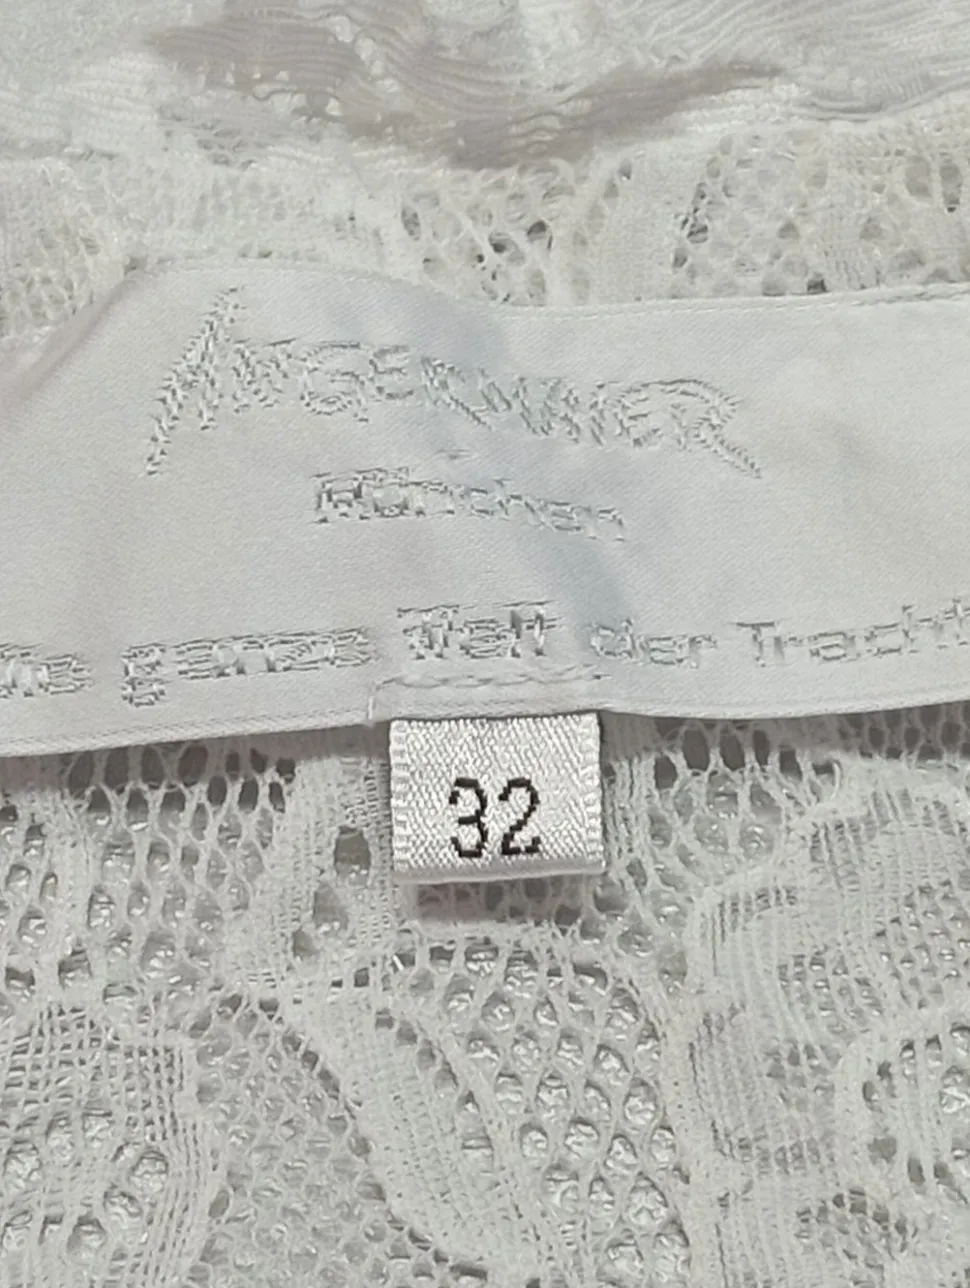 ANGERMAIER
München
ganze Welt der Tracht
32